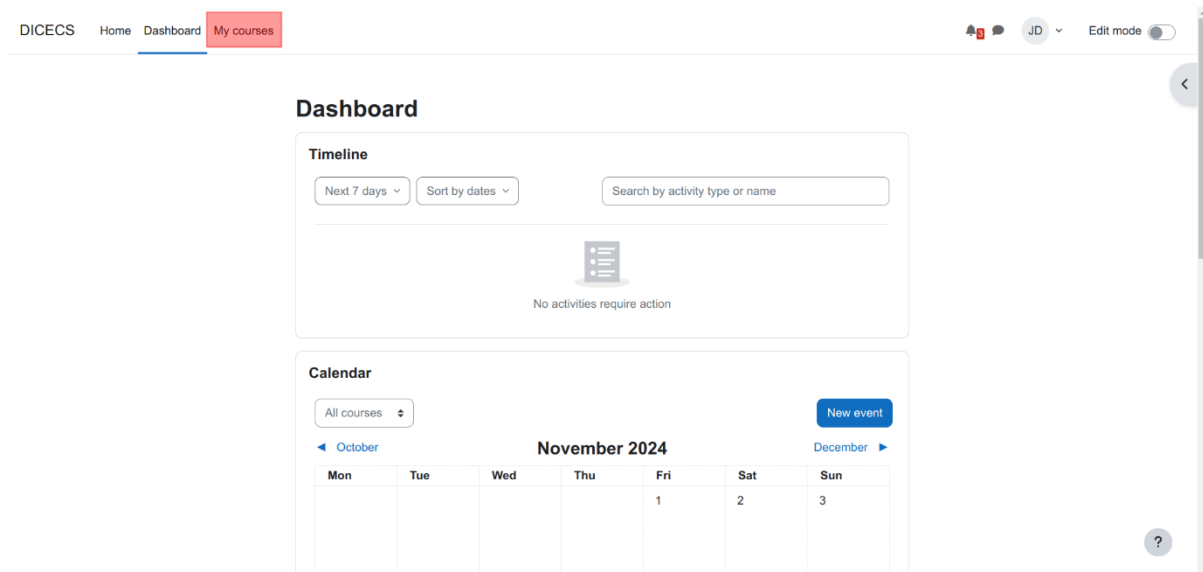 DICECS Home Dashboard My courses 3 JD Edit mode
Dashboard
Timeline
Next 7 days Sort by dates Search by activity type or name
No activities require action
Calendar
All courses New event
◄ October November 2024 December ►
Mon Tue Wed Thu Fri Sat Sun
1 2 3
?